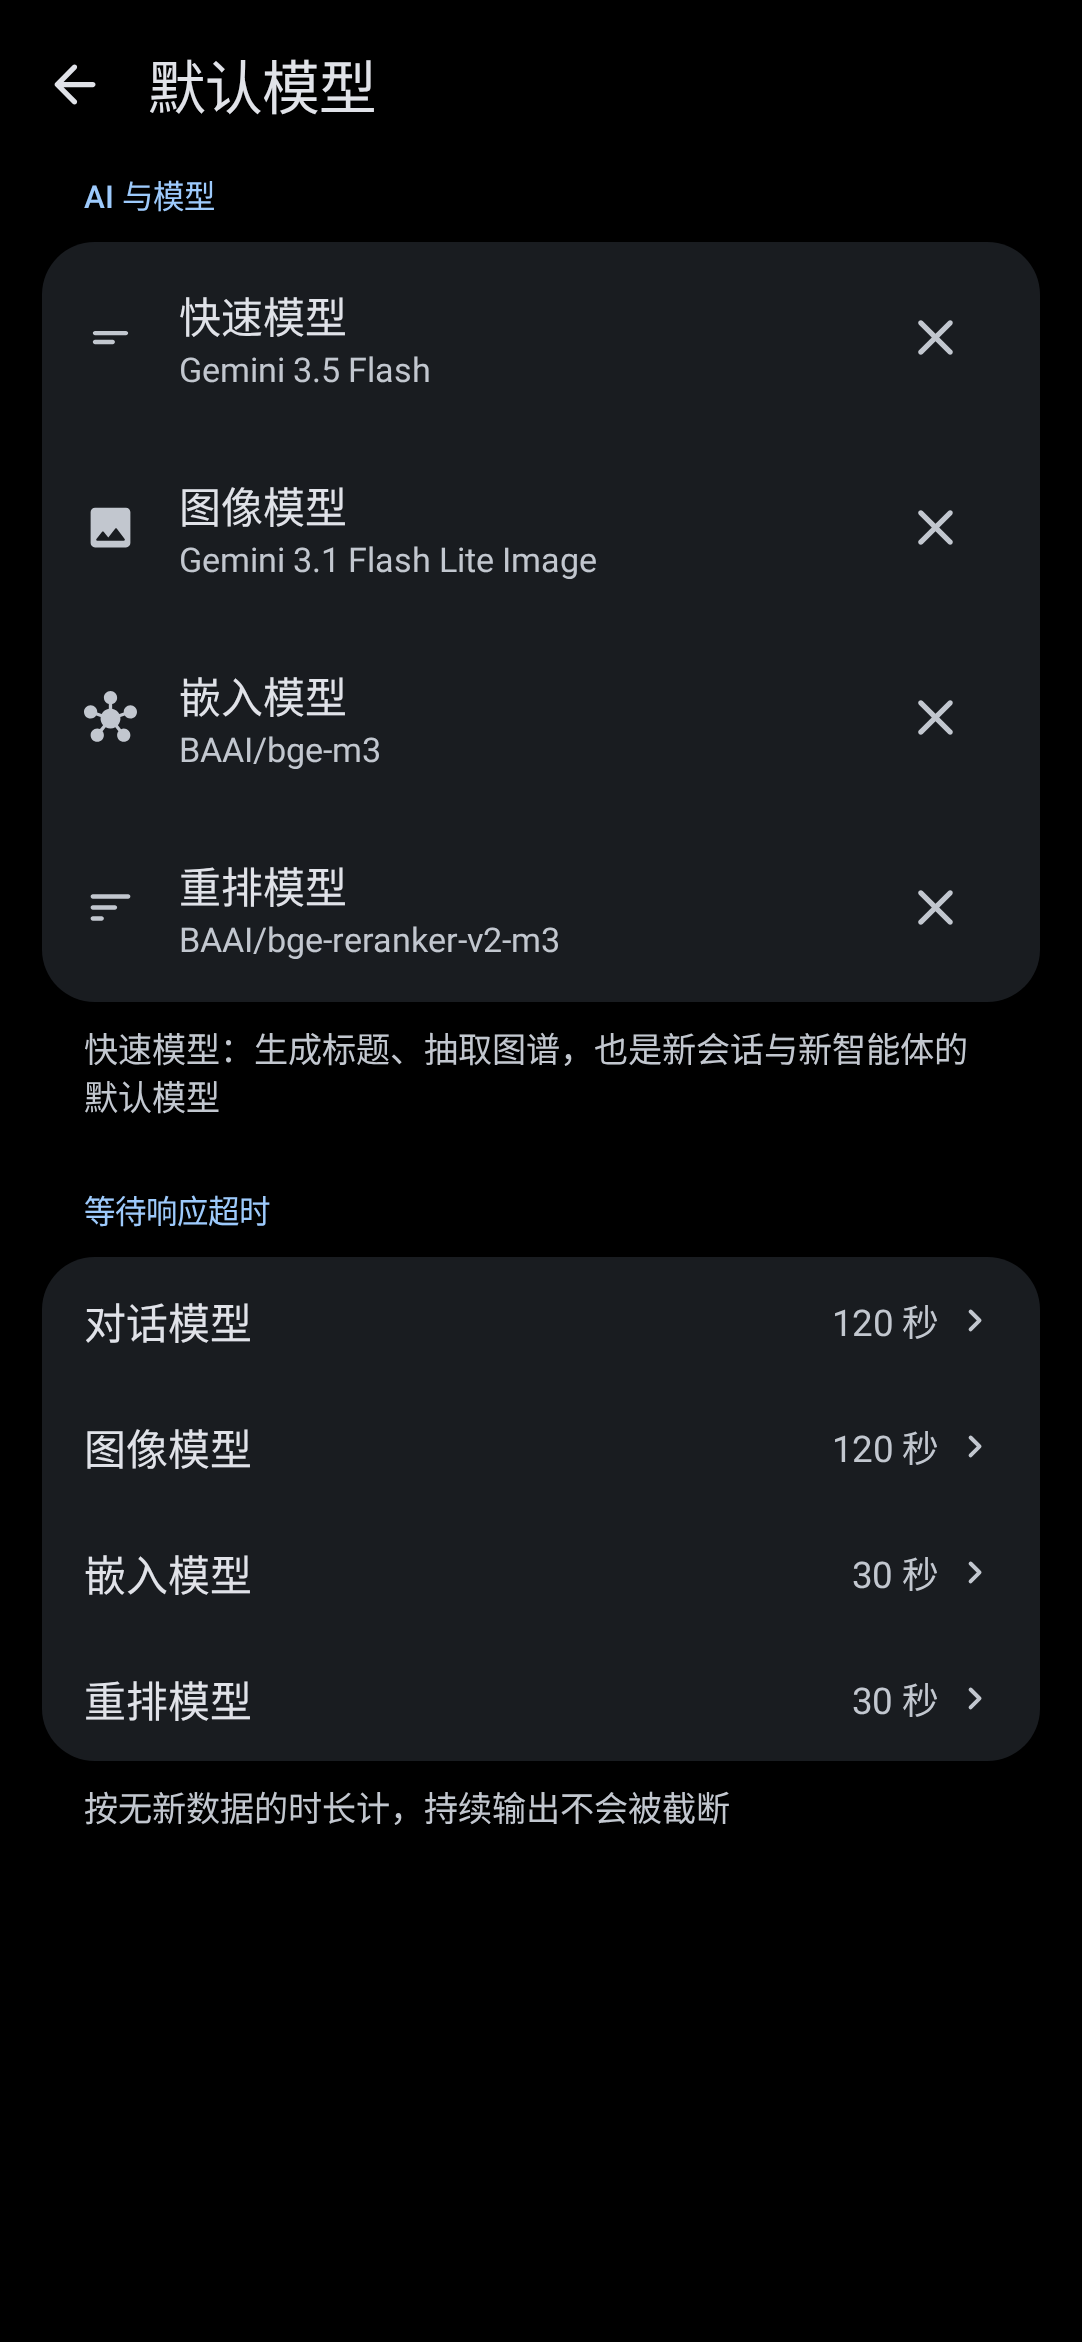 默认模型
AI 与模型
快速模型
Gemini 3.5 Flash
图像模型
Gemini 3.1 Flash Lite Image
嵌入模型
BAAI/bge-m3
重排模型
BAAI/bge-reranker-v2-m3
快速模型：生成标题、抽取图谱，也是新会话与新智能体的
默认模型
等待响应超时
对话模型 120 秒
图像模型 120 秒
嵌入模型 30 秒
重排模型 30 秒
按无新数据的时长计，持续输出不会被截断